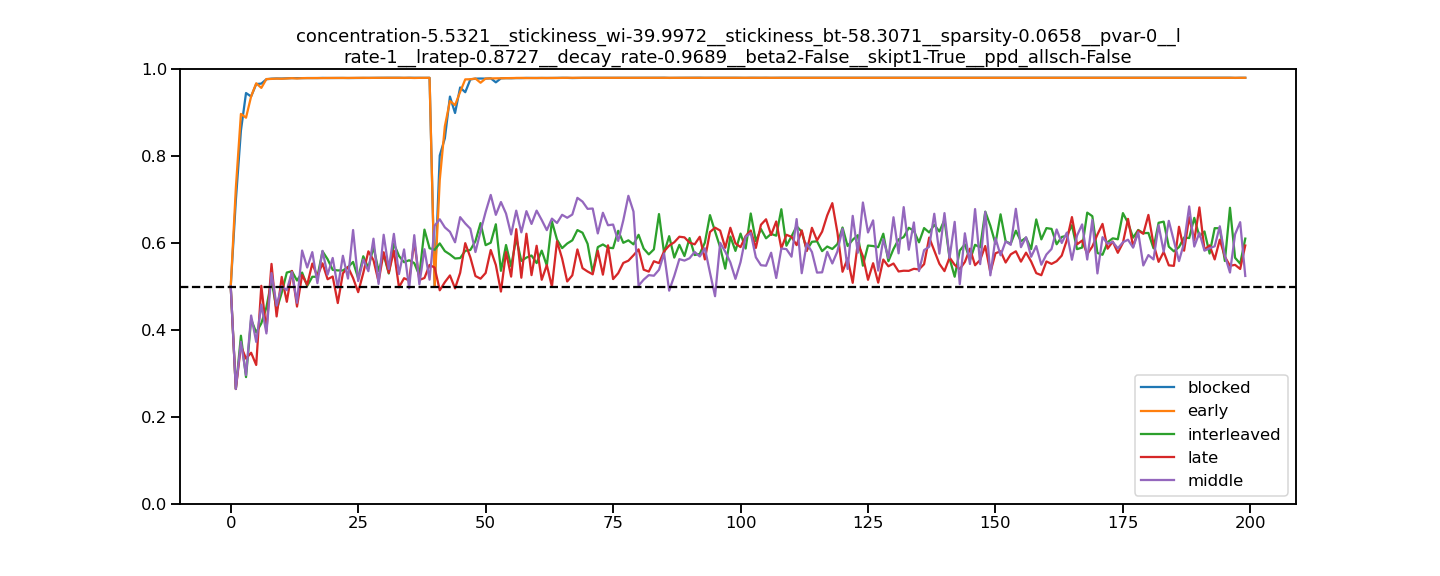 concentration-5.5321__stickiness_wi-39.9972__stickiness_bt-58.3071__sparsity-0.0658__pvar-0__l
rate-1__lratep-0.8727__decay_rate-0.9689__beta2-False__skipt1-True__ppd_allsch-False
1.0
0.8
0.6
0.4
0.2
0.0
blocked
early
interleaved
late
middle
0 25 50 75 100 125 150 175 200